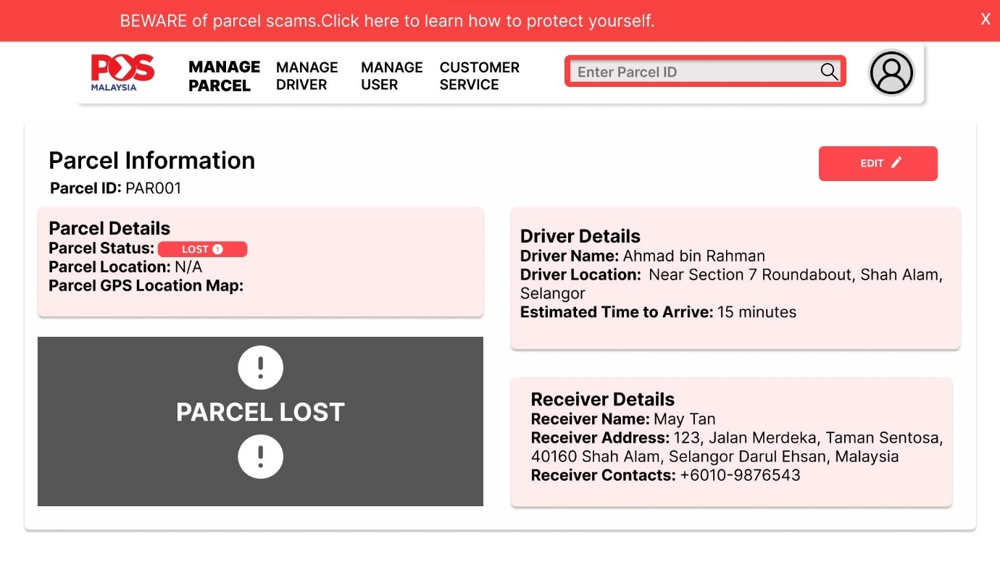 BEWARE of parcel scams.Click here to learn how to protect yourself.
X
POS
MALAYSIA
MANAGE
PARCEL
MANAGE
DRIVER
MANAGE
USER
CUSTOMER
SERVICE
Enter Parcel ID
Parcel Information
EDIT
Parcel ID: PAR001
Parcel Details
Parcel Status: LOST
Parcel Location: N/A
Parcel GPS Location Map:
PARCEL LOST
Driver Details
Driver Name: Ahmad bin Rahman
Driver Location: Near Section 7 Roundabout, Shah Alam,
Selangor
Estimated Time to Arrive: 15 minutes
Receiver Details
Receiver Name: May Tan
Receiver Address: 123, Jalan Merdeka, Taman Sentosa,
40160 Shah Alam, Selangor Darul Ehsan, Malaysia
Receiver Contacts: +6010-9876543